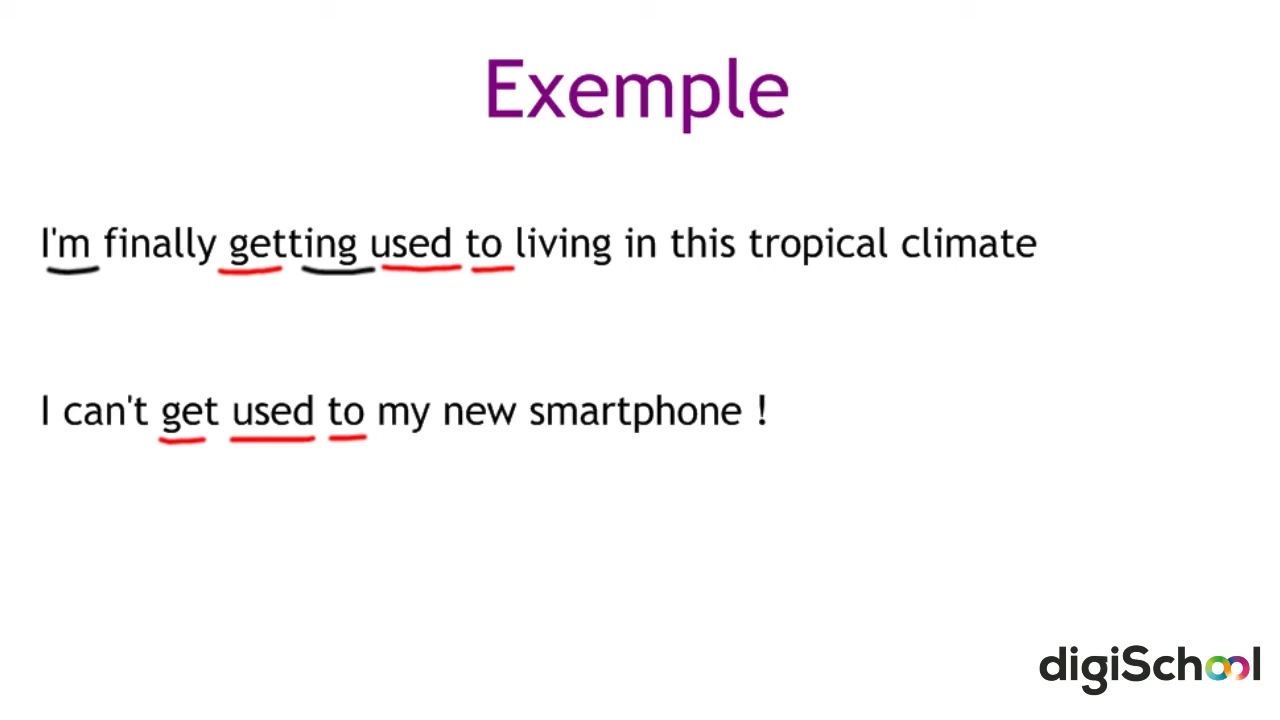 Exemple
I'm finally getting used to living in this tropical climate
I can't get used to my new smartphone !
digiSchool